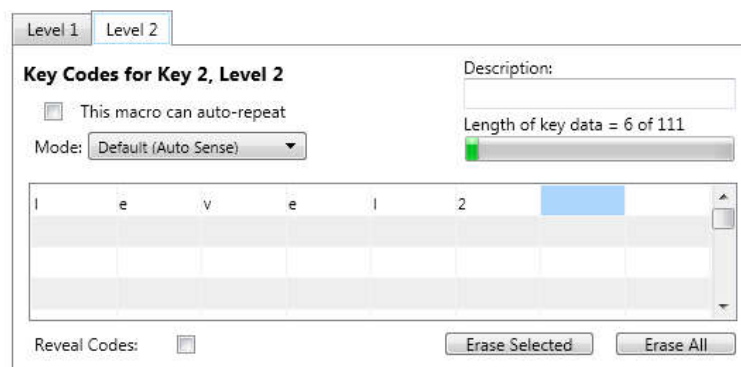 Level 1 Level 2
Key Codes for Key 2, Level 2
Description:
This macro can auto-repeat
Length of key data = 6 of 111
Mode: Default (Auto Sense)
l e v e l 2
Reveal Codes: Erase Selected Erase All